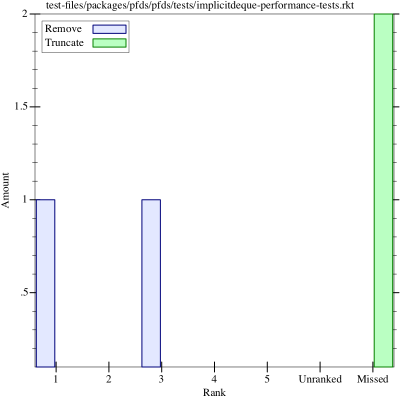 test-files/packages/pfds/pfds/tests/implicitdeque-performance-tests.rkt
Remove
Truncate
2
1.5
1
.5
Amount
1 2 3 4 5 Unranked Missed
Rank